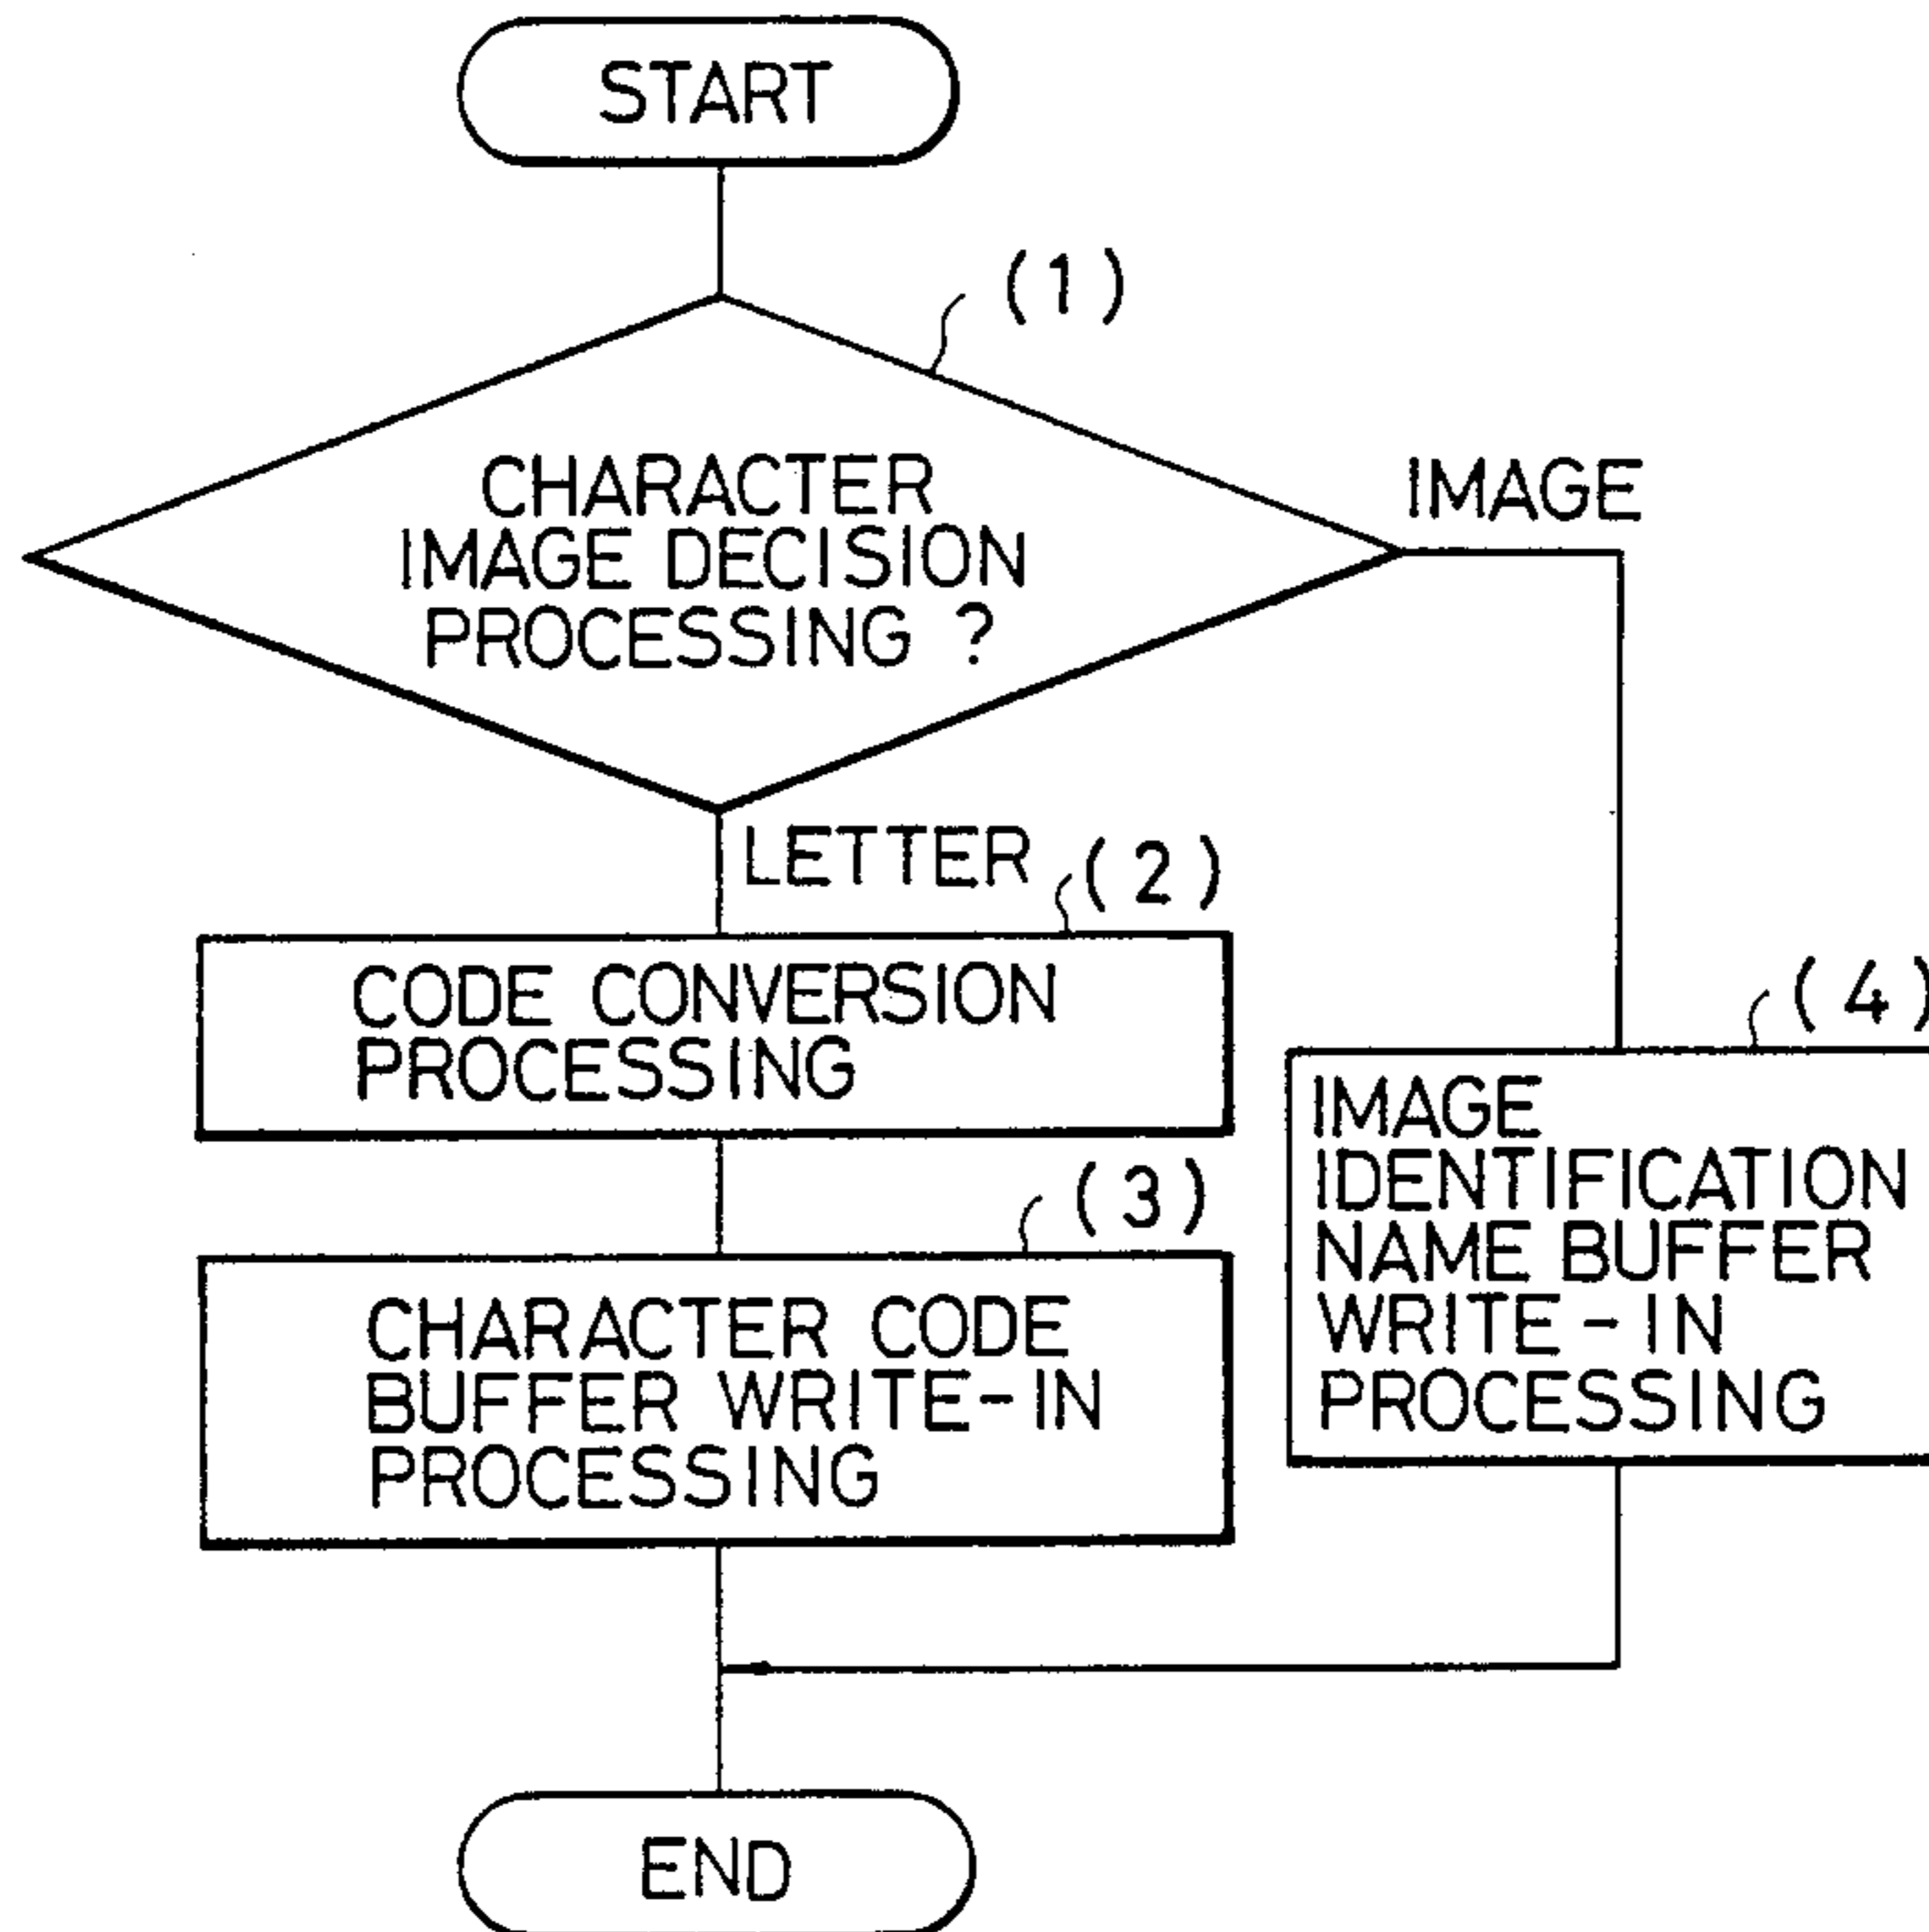 START
(1)
CHARACTER
IMAGE DECISION
PROCESSING ?
IMAGE
LETTER
(2)
CODE CONVERSION
PROCESSING
(3)
CHARACTER CODE
BUFFER WRITE-IN
PROCESSING
(4)
IMAGE
IDENTIFICATION
NAME BUFFER
WRITE-IN
PROCESSING
END